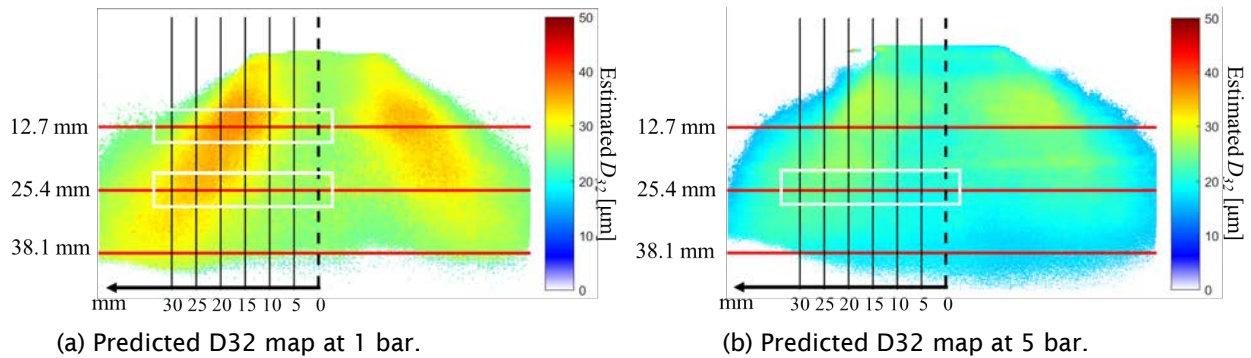 50
40
30
20
10
0
Estimated D32 [μm]
12.7 mm
25.4 mm
38.1 mm
mm 30 25 20 15 10 5 0
(a) Predicted D32 map at 1 bar.
50
40
30
20
10
0
Estimated D32 [μm]
12.7 mm
25.4 mm
38.1 mm
mm 30 25 20 15 10 5 0
(b) Predicted D32 map at 5 bar.